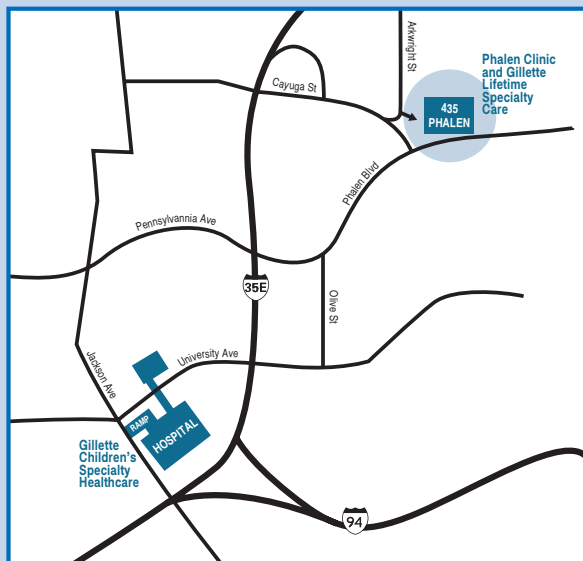 Arkwright St
Phalen Clinic
and Gillette
Lifetime
Specialty
Care
Cayuga St
435
PHALEN
Phalen Blvd
Pennsylvannia Ave
35E
Olive St
University Ave
Jackson Ave
RAMP
HOSPITAL
Gillette
Children's
Specialty
Healthcare
94